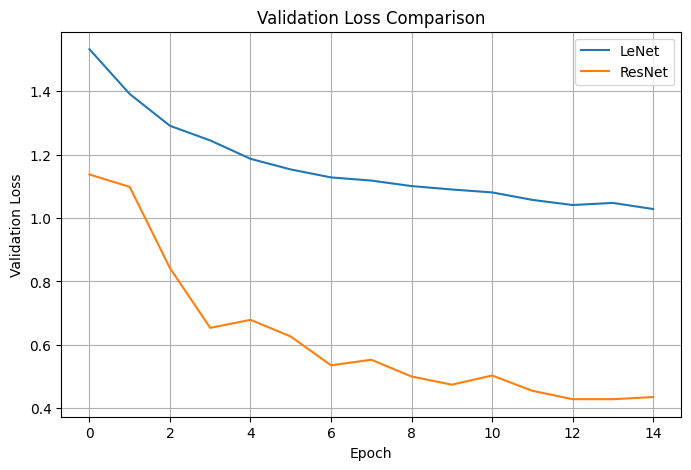 Validation Loss Comparison
LeNet
ResNet
Validation Loss
1.4
1.2
1.0
0.8
0.6
0.4
0 2 4 6 8 10 12 14
Epoch